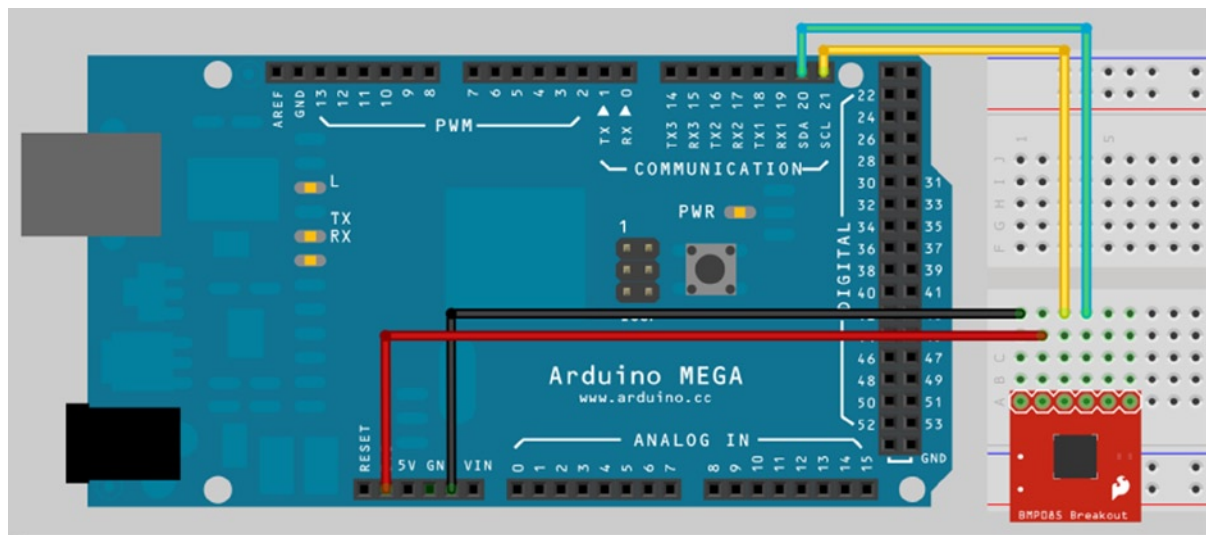 AREF
GND
13
12
11
10
9
8
7
6
5
4
3
2
TX 1
RX 0
TX3 14
RX3 15
TX2 16
RX2 17
TX1 18
RX1 19
SDA 20
SCL 21
PWM
COMMUNICATION
22
24
26
28
30 31
32 33
34 35
36 37
38 39
40 41
46 47
48 49
50 51
52 53
GND
DIGITAL
L
TX
RX
PWR
1
Arduino MEGA
www.arduino.cc
RESET
5V
GN
VIN
ANALOG IN
0 1 2 3 4 5 6 7
8 9 10 11 12 13 14 15
1 5
J
I
H
G
F
C
B
A
BMP085 Breakout